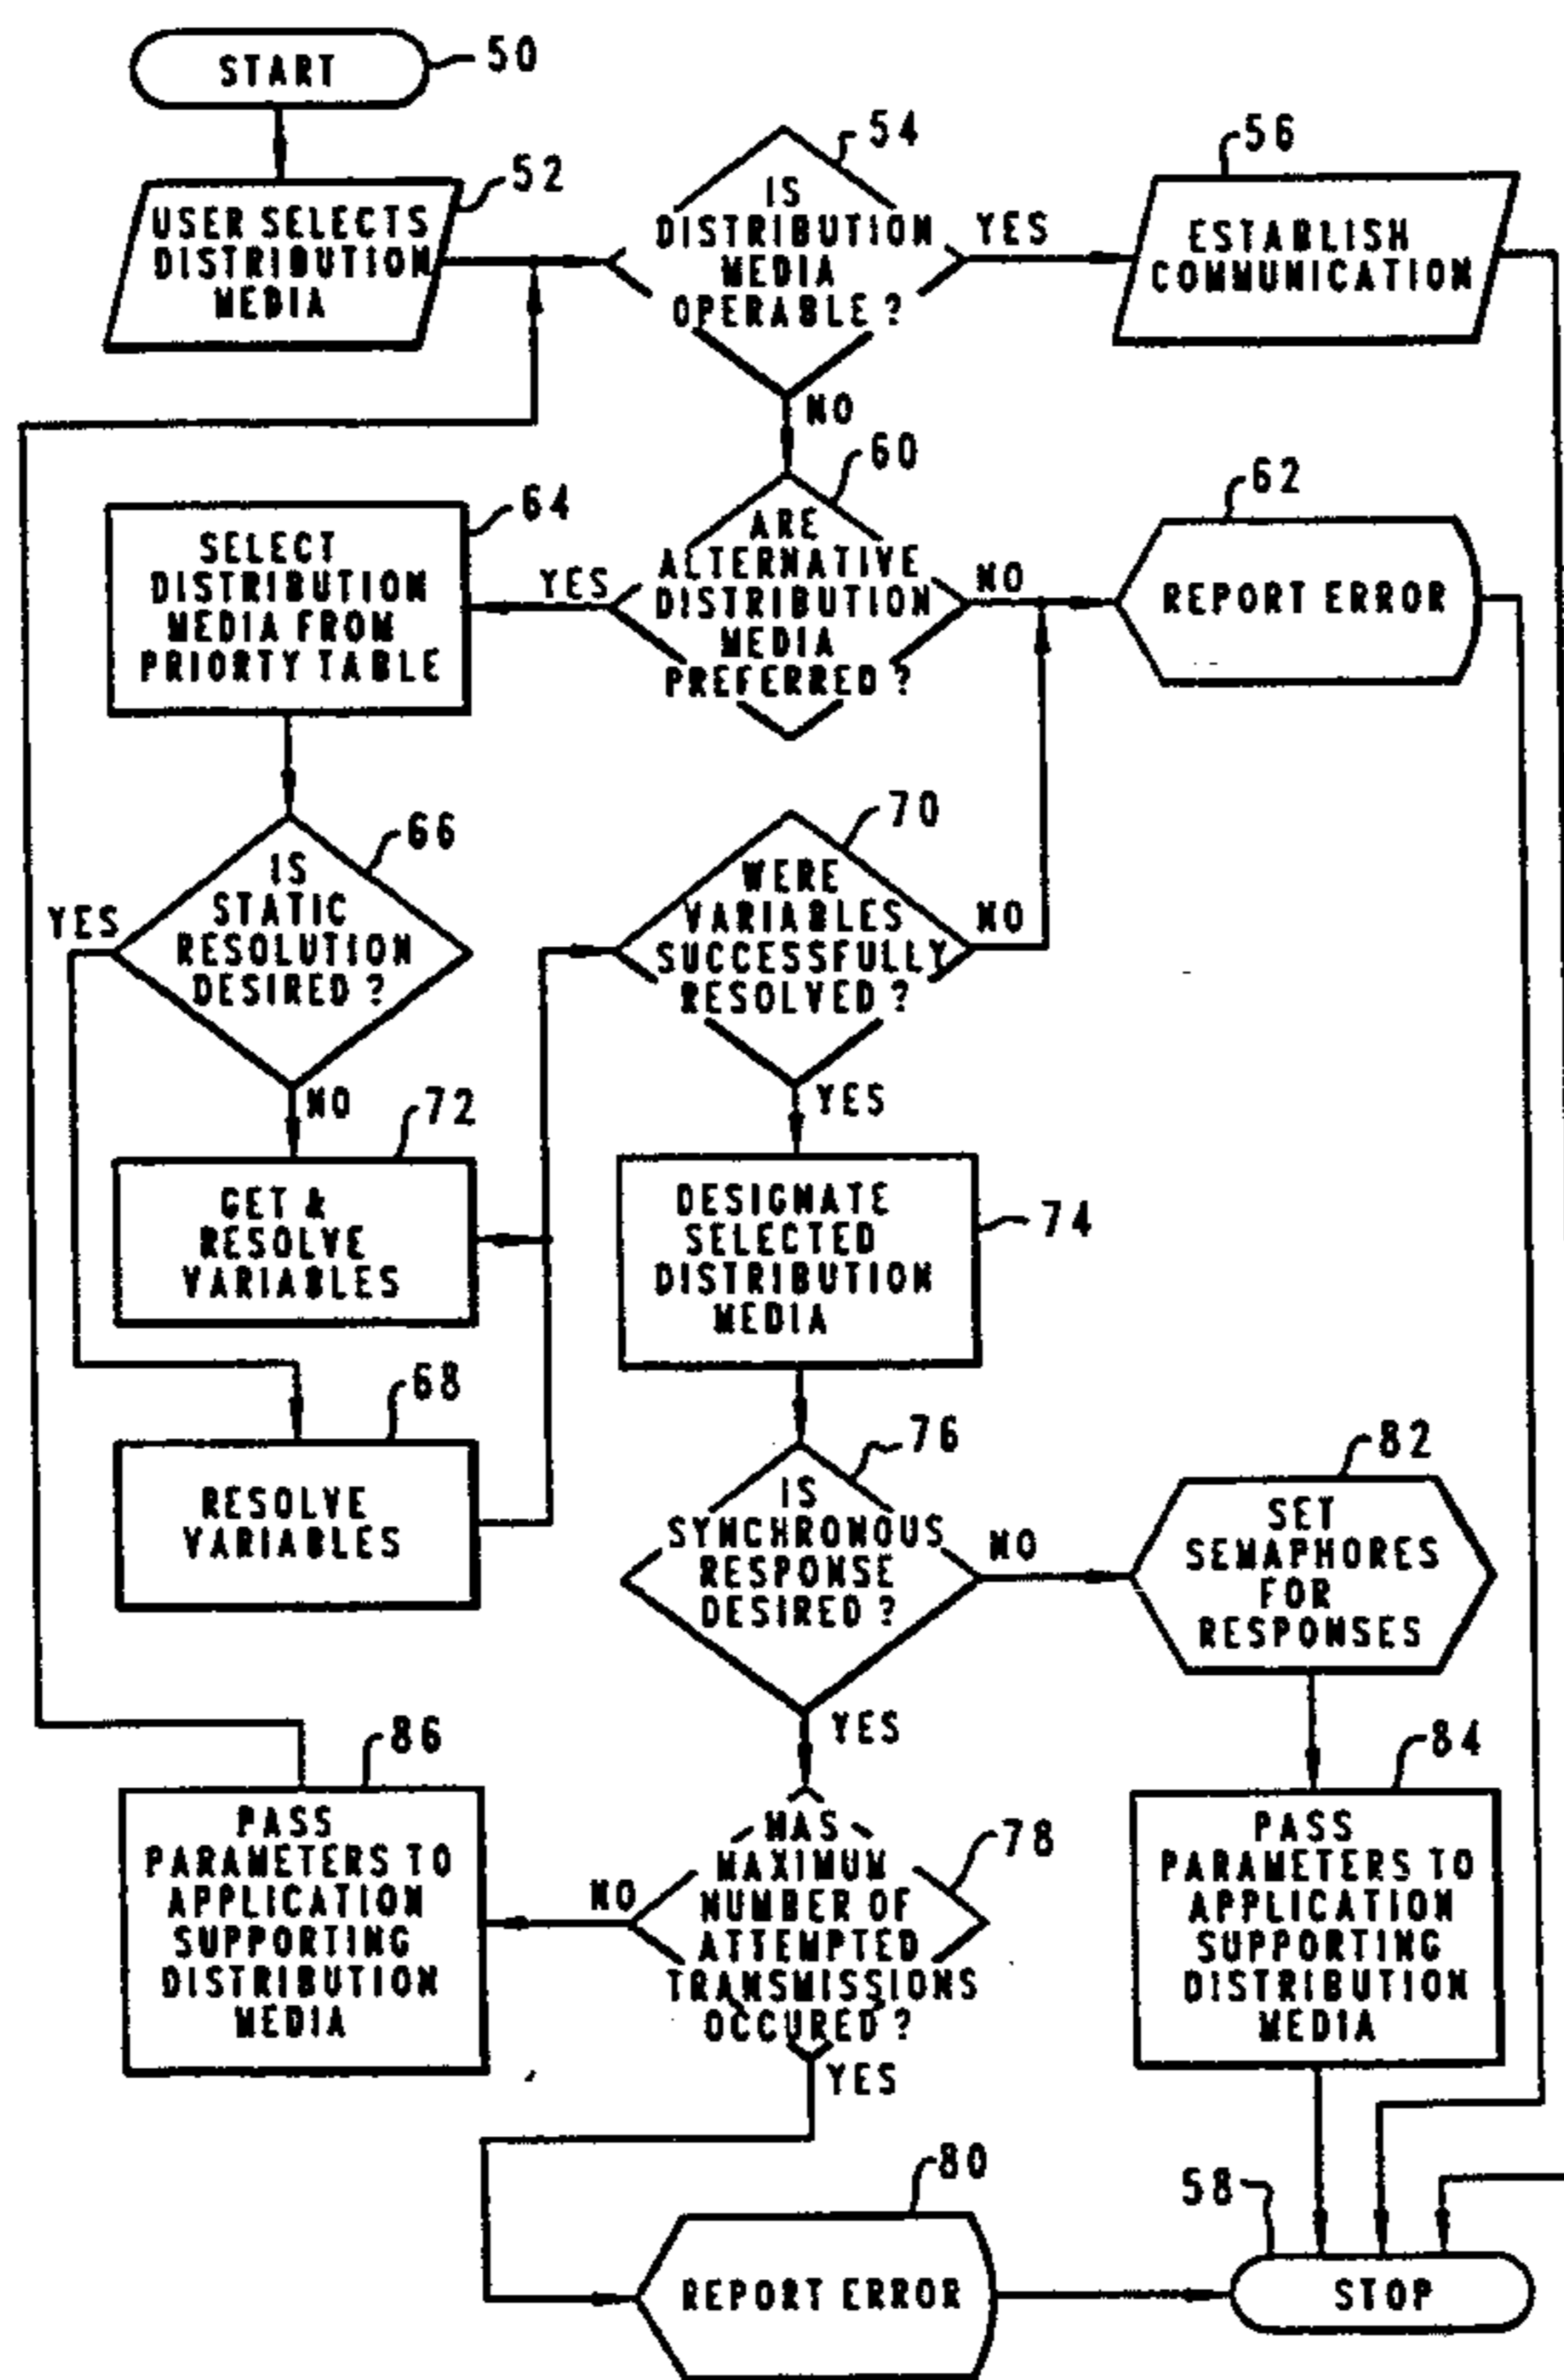 START
50
USER SELECTS
DISTRIBUTION
MEDIA
52
IS
DISTRIBUTION
MEDIA
OPERABLE ?
54
YES
NO
ESTABLISH
COMMUNICATION
56
ARE
ALTERNATIVE
DISTRIBUTION
MEDIA
PREFERRED ?
60
YES
NO
REPORT ERROR
62
SELECT
DISTRIBUTION
MEDIA FROM
PRIORTY TABLE
64
IS
STATIC
RESOLUTION
DESIRED ?
66
YES
NO
WERE
VARIABLES
SUCCESSFULLY
RESOLVED ?
70
NO
YES
GET &
RESOLVE
VARIABLES
72
DESIGNATE
SELECTED
DISTRIBUTION
MEDIA
74
RESOLVE
VARIABLES
68
IS
SYNCHRONOUS
RESPONSE
DESIRED ?
76
NO
YES
SET
SEMAPHORES
FOR
RESPONSES
82
PASS
PARAMETERS TO
APPLICATION
SUPPORTING
DISTRIBUTION
MEDIA
86
HAS
MAXIMUM
NUMBER OF
ATTEMPTED
TRANSMISSIONS
OCCURED ?
78
NO
YES
PASS
PARAMETERS TO
APPLICATION
SUPPORTING
DISTRIBUTION
MEDIA
84
REPORT ERROR
80
STOP
58